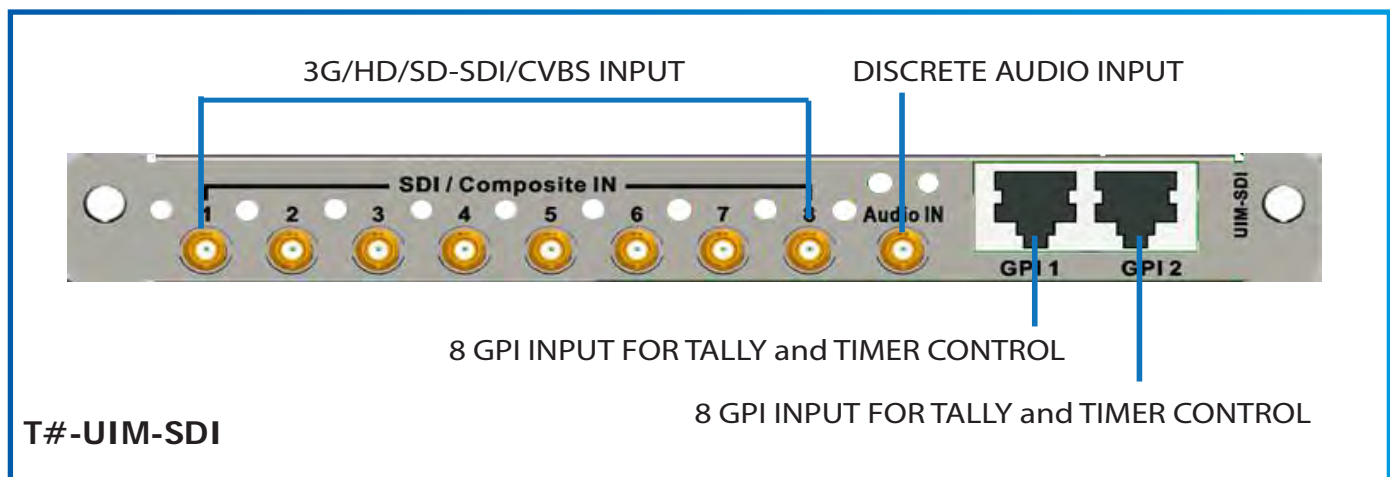 3G/HD/SD-SDI/CVBS INPUT
DISCRETE AUDIO INPUT
SDI / Composite IN
1 2 3 4 5 6 7 8 Audio IN
UIM-SDI
GPI 1 GPI 2
8 GPI INPUT FOR TALLY and TIMER CONTROL
8 GPI INPUT FOR TALLY and TIMER CONTROL
T#-UIM-SDI